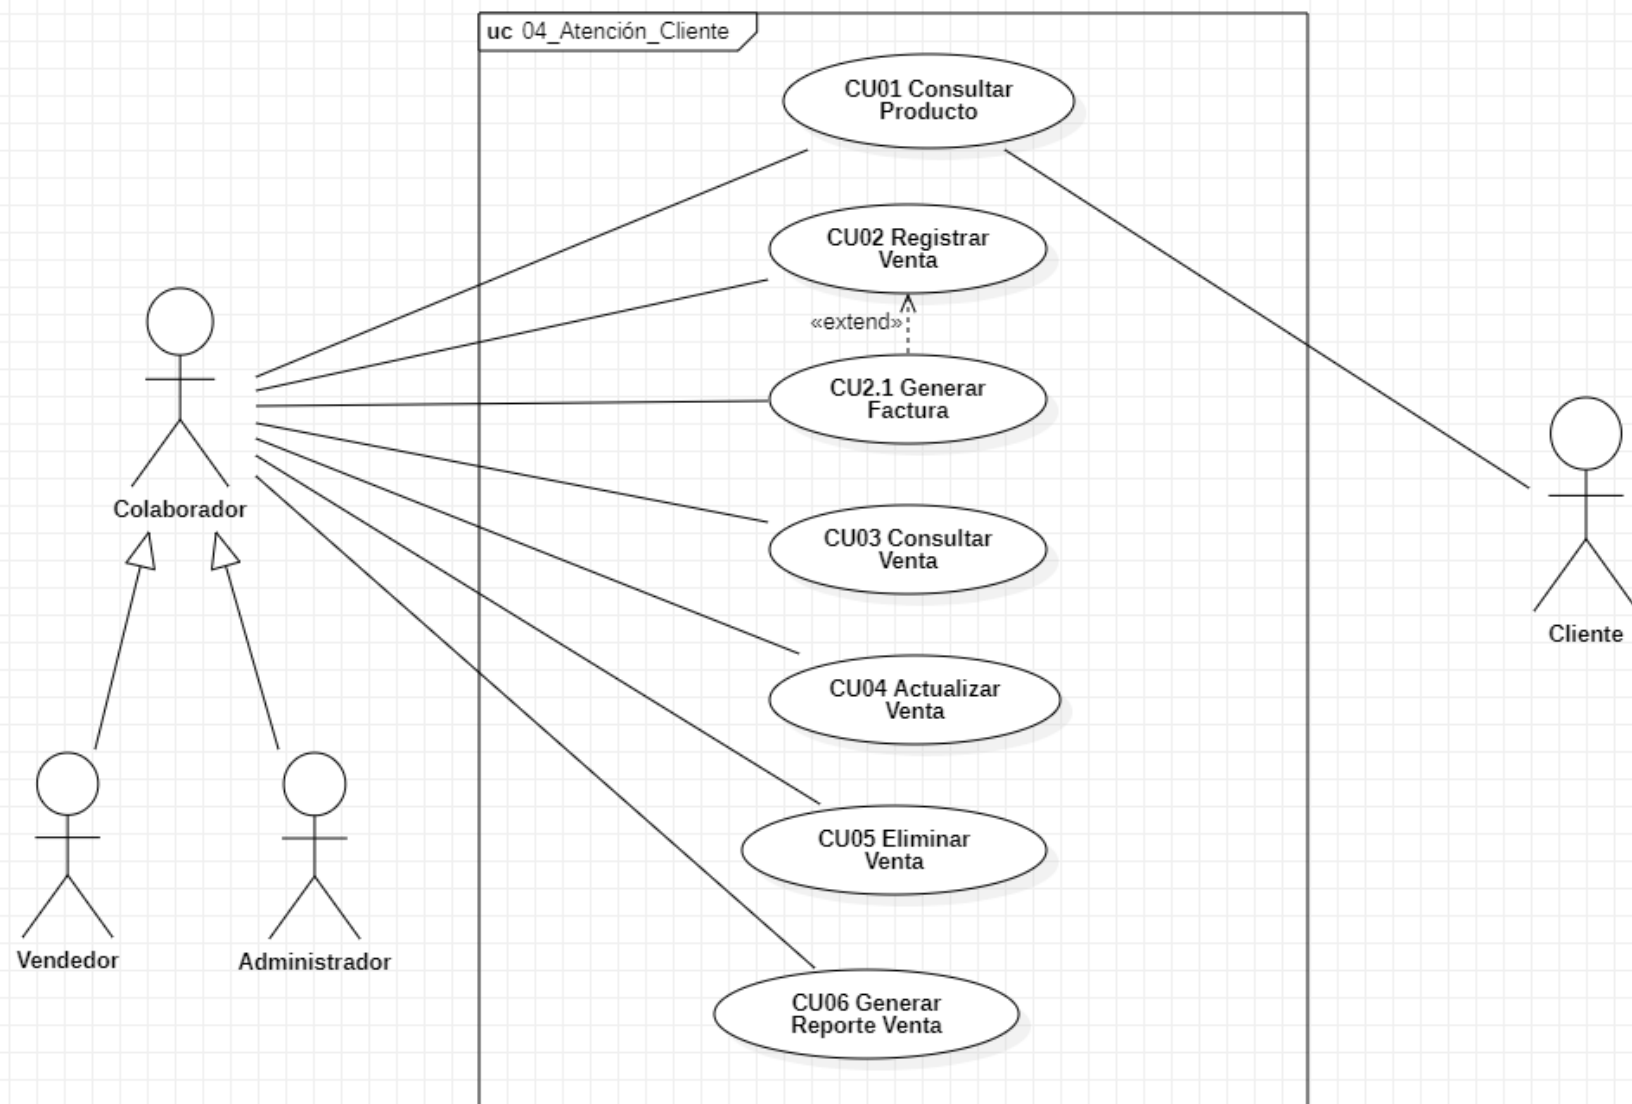 uc 04_Atención_Cliente
CU01 Consultar
Producto
CU02 Registrar
Venta
«extend»
CU2.1 Generar
Factura
Colaborador
CU03 Consultar
Venta
Cliente
CU04 Actualizar
Venta
CU05 Eliminar
Venta
Vendedor
Administrador
CU06 Generar
Reporte Venta